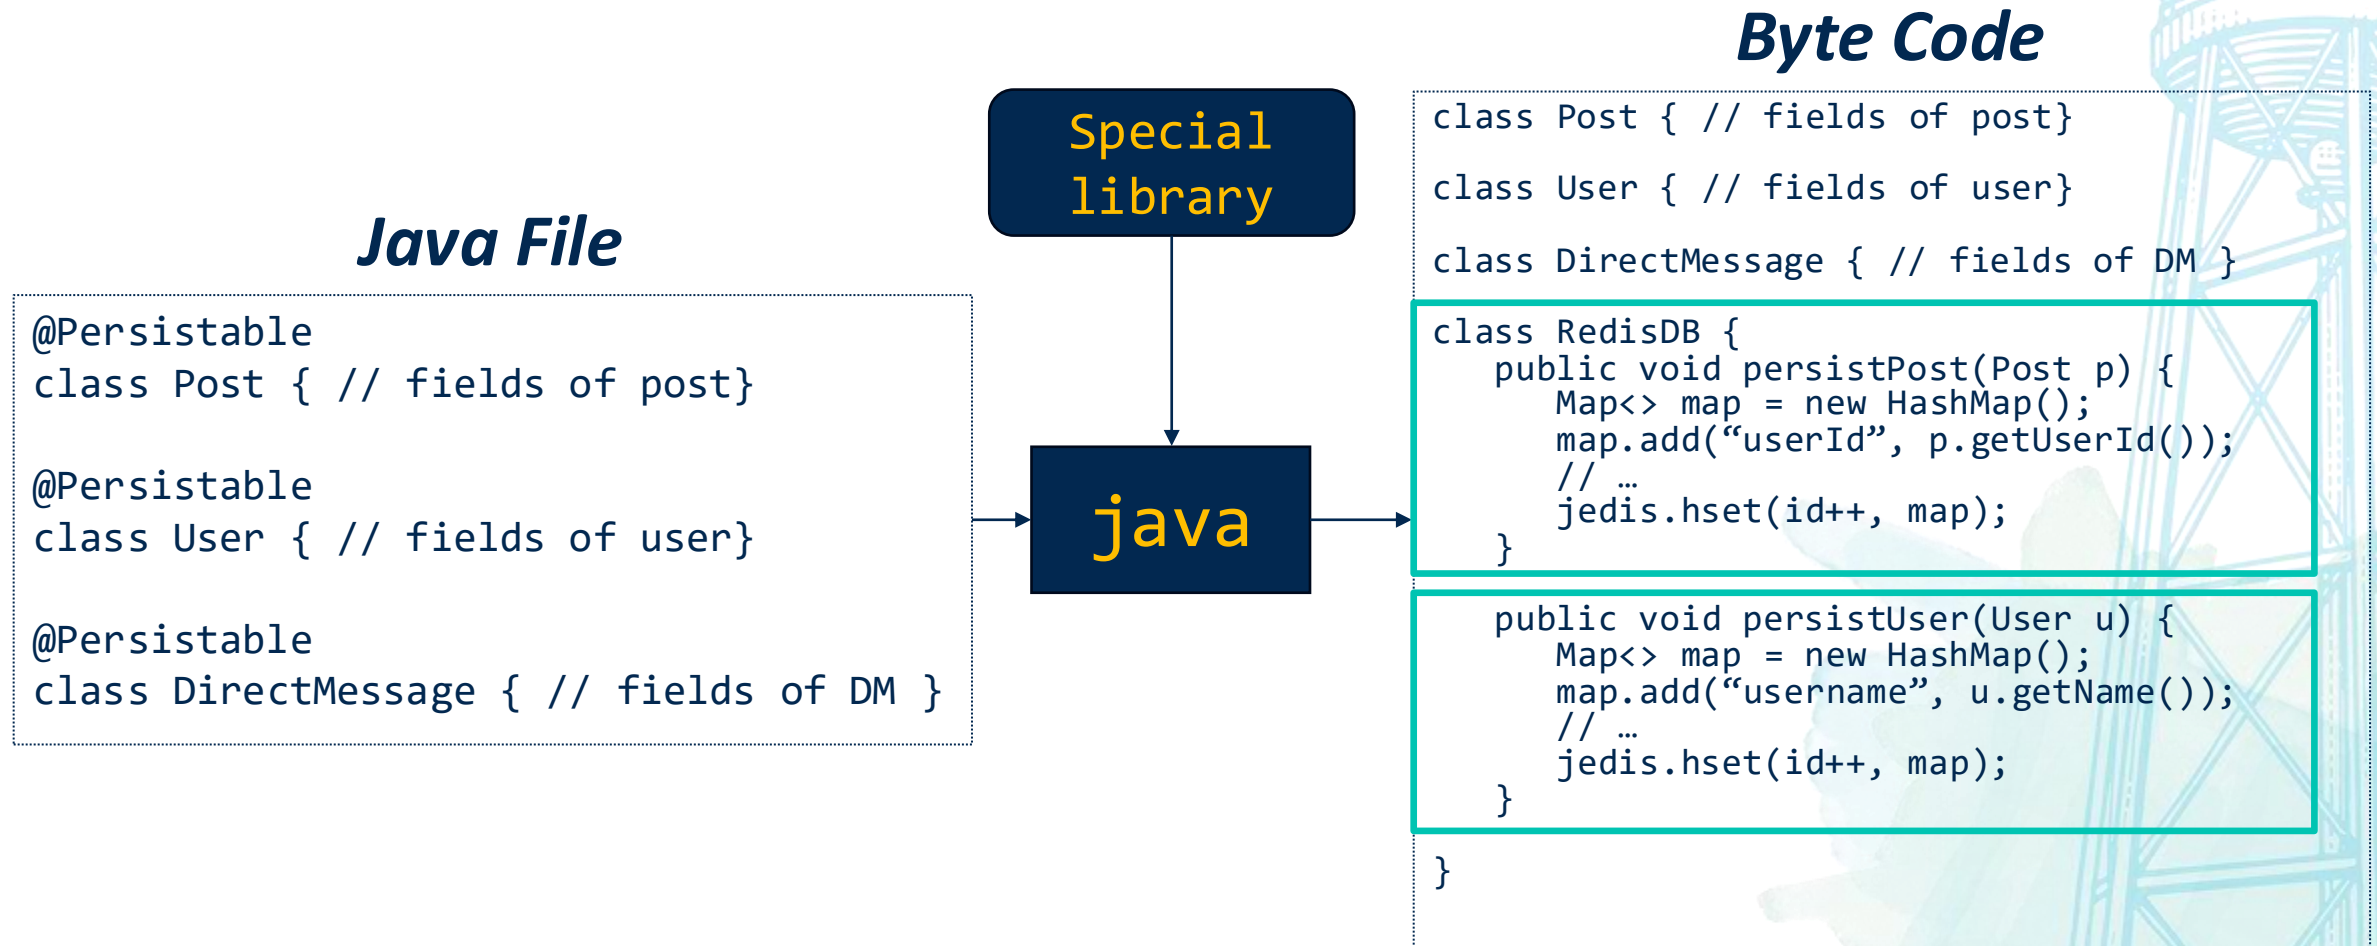 Java File
@Persistable
class Post { // fields of post}
@Persistable
class User { // fields of user}
@Persistable
class DirectMessage { // fields of DM }
Special
library
java
Byte Code
class Post { // fields of post}
class User { // fields of user}
class DirectMessage { // fields of DM }
class RedisDB {
public void persistPost(Post p) {
Map<> map = new HashMap();
map.add(“userId”, p.getUserId());
// …
jedis.hset(id++, map);
}
public void persistUser(User u) {
Map<> map = new HashMap();
map.add(“username”, u.getName());
// …
jedis.hset(id++, map);
}
}